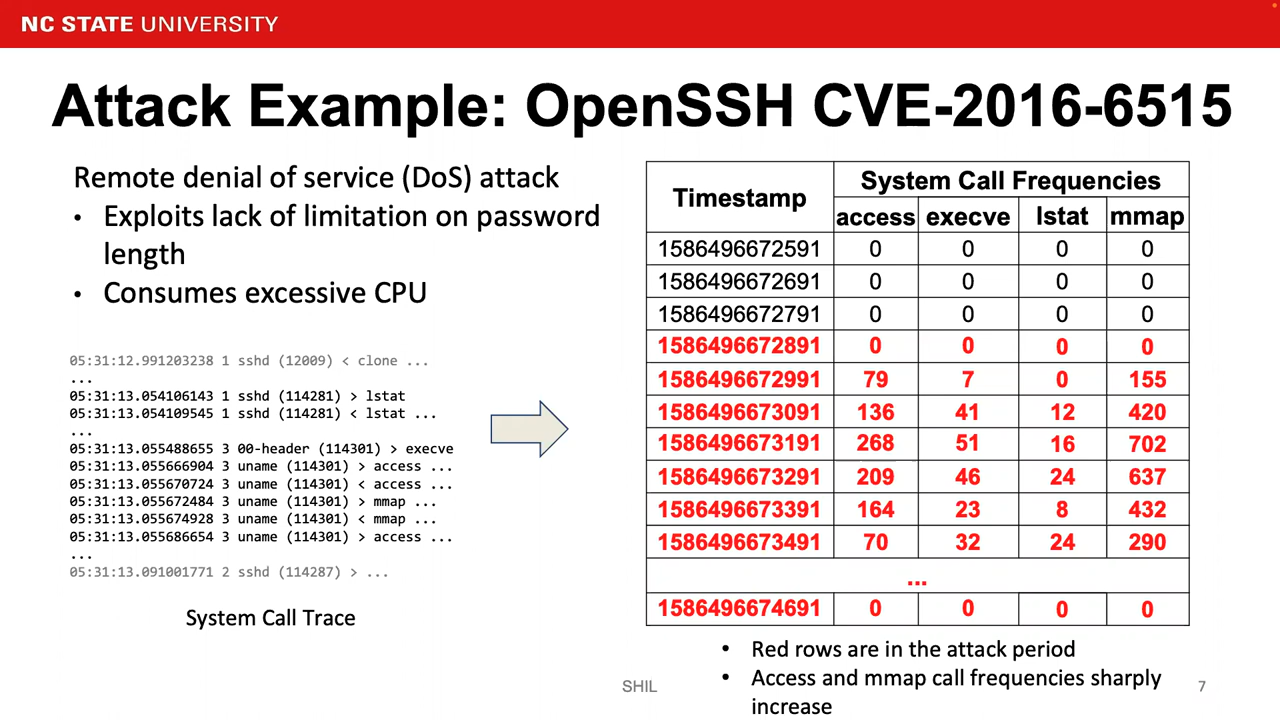 NC STATE UNIVERSITY
Attack Example: OpenSSH CVE-2016-6515
Remote denial of service (DoS) attack
• Exploits lack of limitation on password
length
• Consumes excessive CPU
05:31:12.991203238 1 sshd (12009) < clone ...
...
05:31:13.054106143 1 sshd (114281) > lstat
05:31:13.054109545 1 sshd (114281) < lstat ...
...
05:31:13.055488655 3 00-header (114301) > execve
05:31:13.055666904 3 uname (114301) > access ...
05:31:13.055670724 3 uname (114301) < access ...
05:31:13.055672484 3 uname (114301) > mmap ...
05:31:13.055674928 3 uname (114301) < mmap ...
05:31:13.055686654 3 uname (114301) > access ...
...
05:31:13.091001771 2 sshd (114287) > ...
System Call Trace
Timestamp System Call Frequencies
access execve lstat mmap
1586496672591 0 0 0 0
1586496672691 0 0 0 0
1586496672791 0 0 0 0
1586496672891 0 0 0 0
1586496672991 79 7 0 155
1586496673091 136 41 12 420
1586496673191 268 51 16 702
1586496673291 209 46 24 637
1586496673391 164 23 8 432
1586496673491 70 32 24 290
...
1586496674691 0 0 0 0
• Red rows are in the attack period
• Access and mmap call frequencies sharply
increase
SHIL
7